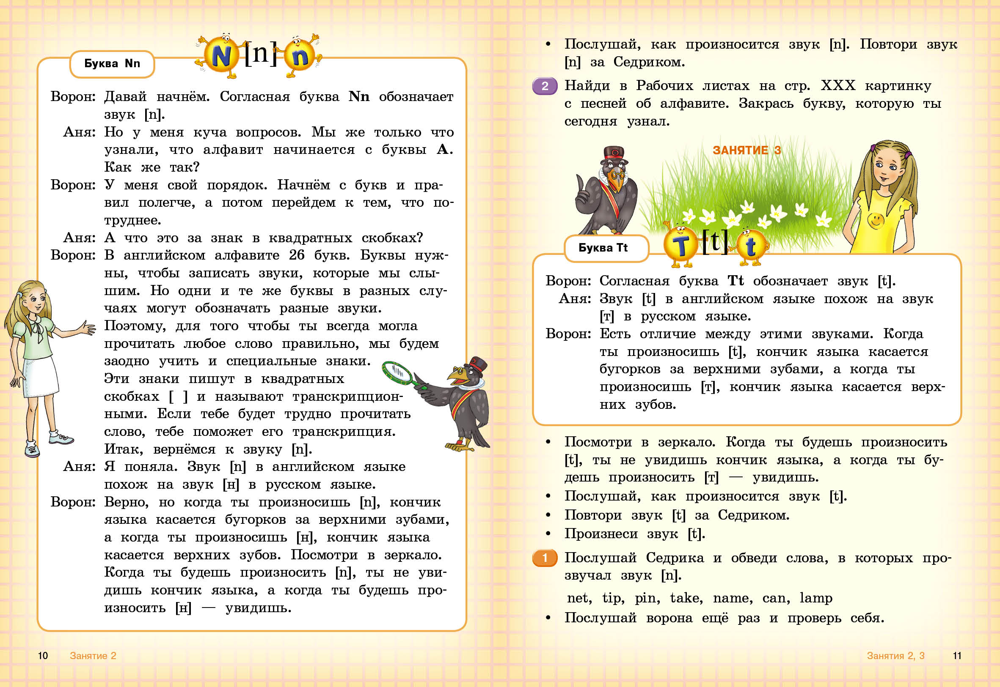 N [n] n
Буква Nn
Ворон: Давай начнём. Согласная буква Nn обозначает
звук [n].
Аня: Но у меня куча вопросов. Мы же только что
узнали, что алфавит начинается с буквы А.
Как же так?
Ворон: У меня свой порядок. Начнём с букв и пра-
вил полегче, а потом перейдем к тем, что по-
труднее.
Аня: А что это за знак в квадратных скобках?
Ворон: В английском алфавите 26 букв. Буквы нуж-
ны, чтобы записать звуки, которые мы слы-
шим. Но одни и те же буквы в разных слу-
чаях могут обозначать разные звуки.
Поэтому, для того чтобы ты всегда могла
прочитать любое слово правильно, мы будем
заодно учить и специальные знаки.
Эти знаки пишут в квадратных
скобках [ ] и называют транскрипцион-
ными. Если тебе будет трудно прочитать
слово, тебе поможет его транскрипция.
Итак, вернёмся к звуку [n].
Аня: Я поняла. Звук [n] в английском языке
похож на звук [н] в русском языке.
Ворон: Верно, но когда ты произносишь [n], кончик
языка касается бугорков за верхними зубами,
а когда ты произносишь [н], кончик языка
касается верхних зубов. Посмотри в зеркало.
Когда ты будешь произносить [n], ты не уви-
дишь кончик языка, а когда ты будешь про-
износить [н] — увидишь.
10 Занятие 2
• Послушай, как произносится звук [n]. Повтори звук
[n] за Седриком.
2 Найди в Рабочих листах на стр. XXX картинку
с песней об алфавите. Закрась букву, которую ты
сегодня узнал.
ЗАНЯТИЕ 3
T [t] t
Буква Tt
Ворон: Согласная буква Tt обозначает звук [t].
Аня: Звук [t] в английском языке похож на звук
[т] в русском языке.
Ворон: Есть отличие между этими звуками. Когда
ты произносишь [t], кончик языка касается
бугорков за верхними зубами, а когда ты
произносишь [т], кончик языка касается верх-
них зубов.
• Посмотри в зеркало. Когда ты будешь произносить
[t], ты не увидишь кончик языка, а когда ты бу-
дешь произносить [т] — увидишь.
• Послушай, как произносится звук [t].
• Повтори звук [t] за Седриком.
• Произнеси звук [t].
1 Послушай Седрика и обведи слова, в которых про-
звучал звук [n].
net, tip, pin, take, name, can, lamp
• Послушай ворона ещё раз и проверь себя.
Занятия 2, 3 11